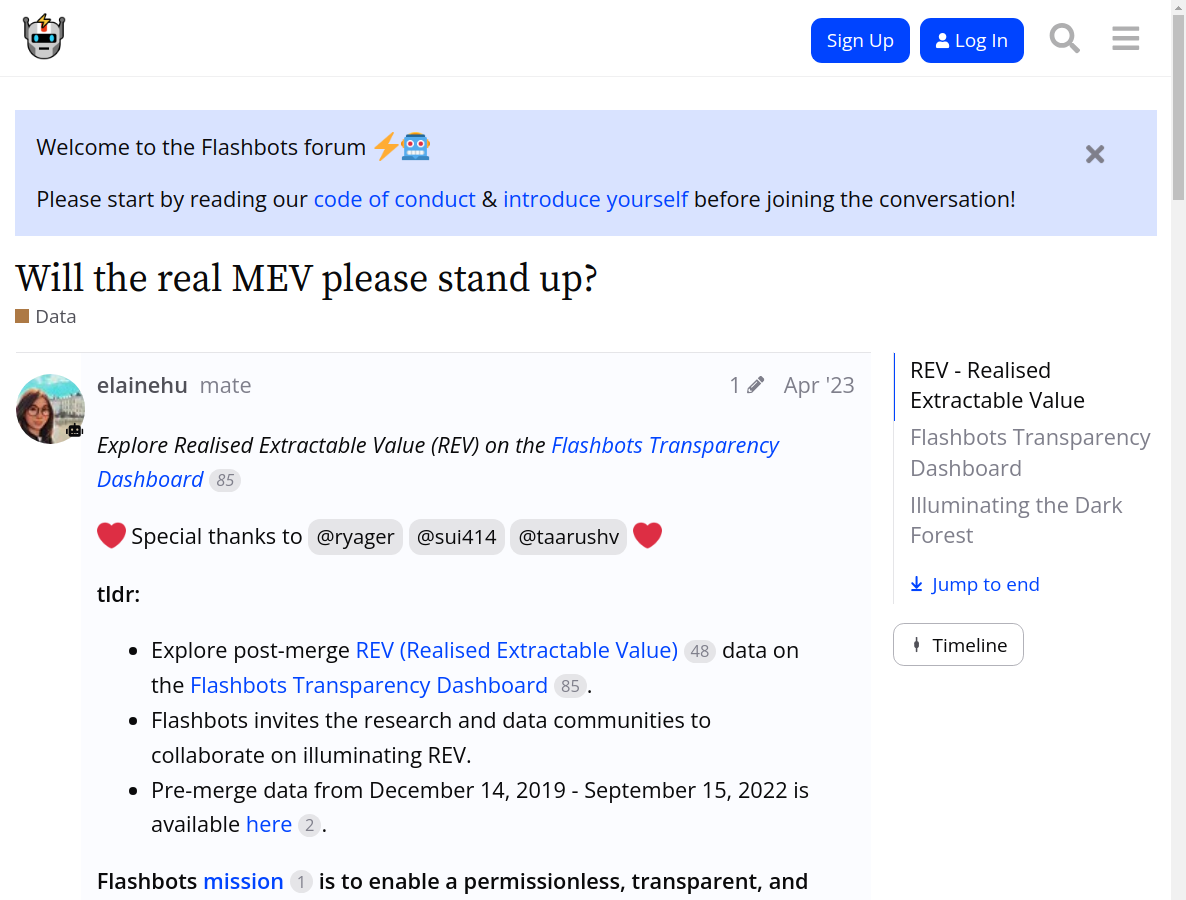 Sign Up
Log In
Welcome to the Flashbots forum
Please start by reading our code of conduct & introduce yourself before joining the conversation!
Will the real MEV please stand up?
Data
elainehu mate
1
Apr '23
Explore Realised Extractable Value (REV) on the Flashbots Transparency
Dashboard 85
Special thanks to @ryager @sui414 @taarushv
tldr:
Explore post-merge REV (Realised Extractable Value) 48 data on
the Flashbots Transparency Dashboard 85.
Flashbots invites the research and data communities to
collaborate on illuminating REV.
Pre-merge data from December 14, 2019 - September 15, 2022 is
available here 2.
Flashbots mission 1 is to enable a permissionless, transparent, and
REV - Realised
Extractable Value
Flashbots Transparency
Dashboard
Illuminating the Dark
Forest
Jump to end
Timeline